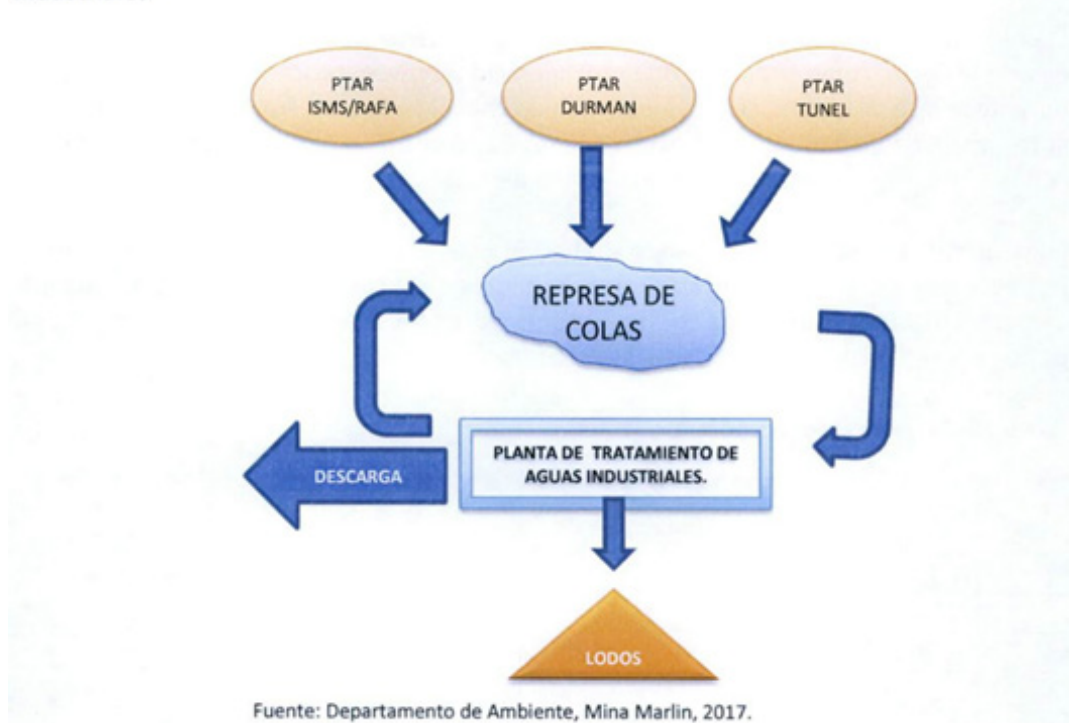 PTAR
ISMS/RAFA
PTAR
DURMAN
PTAR
TUNEL
REPRESA DE
COLAS
PLANTA DE TRATAMIENTO DE
AGUAS INDUSTRIALES.
DESCARGA
LODOS
Fuente: Departamento de Ambiente, Mina Marlin, 2017.